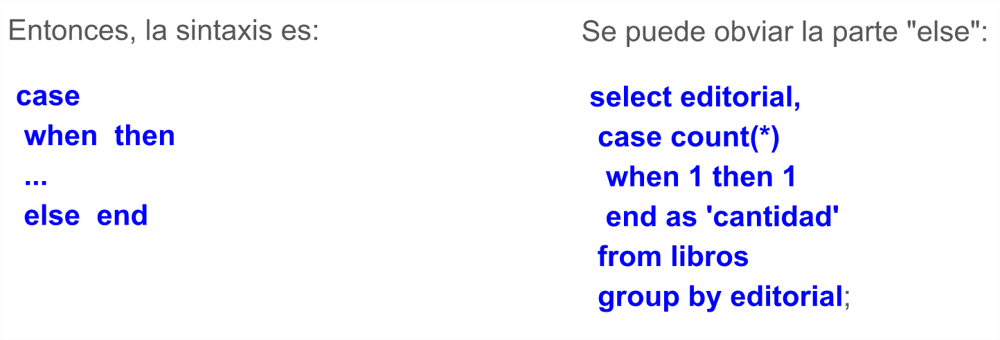 Entonces, la sintaxis es:
case
when  then
...
else  end
Se puede obviar la parte "else":
select editorial,
case count(*)
when 1 then 1
end as 'cantidad'
from libros
group by editorial;